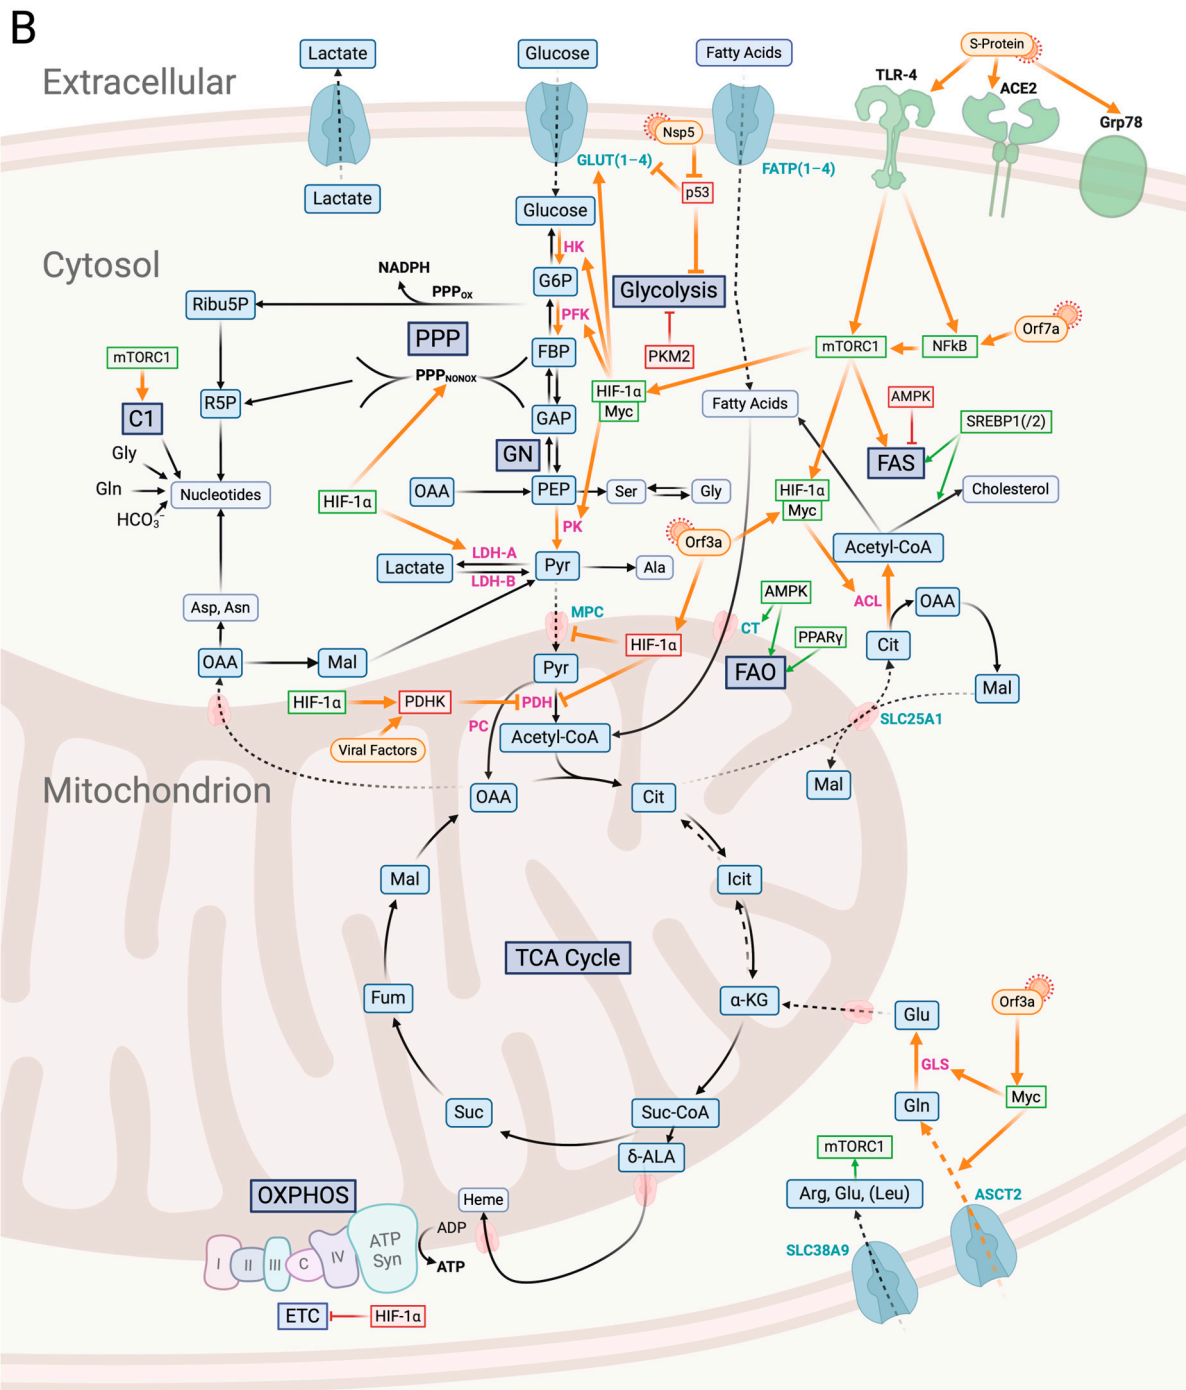 B
Extracellular
Lactate
Glucose
Fatty Acids
S-Protein
TLR-4
ACE2
Grp78
Nsp5
GLUT(1–4)
FATP(1–4)
p53
Lactate
Glucose
Cytosol
HK
NADPH
PPPOX
G6P
Glycolysis
Ribu5P
PFK
Orf7a
PPP
FBP
PKM2
mTORC1
NFkB
mTORC1
PPPNONOX
HIF-1α
Myc
Fatty Acids
AMPK
R5P
C1
GAP
SREBP1(/2)
Gly
GN
FAS
Gln
Nucleotides
HIF-1α
OAA
PEP
Ser
Gly
HIF-1α
Myc
Cholesterol
HCO3-
PK
Orf3a
LDH-A
Lactate
LDH-B
Pyr
Ala
Acetyl-CoA
Asp, Asn
MPC
AMPK
ACL
OAA
CT
HIF-1α
PPARγ
Cit
OAA
Mal
Pyr
FAO
Mal
HIF-1α
PDHK
PDH
PC
SLC25A1
Viral Factors
Acetyl-CoA
Mitochondrion
OAA
Cit
Mal
Mal
Icit
TCA Cycle
Fum
α-KG
Orf3a
Glu
GLS
Suc
Suc-CoA
Gln
Myc
mTORC1
δ-ALA
OXPHOS
Heme
Arg, Glu, (Leu)
ASCT2
I
II
III
C
IV
ATP
Syn
ADP
ATP
SLC38A9
ETC
HIF-1α